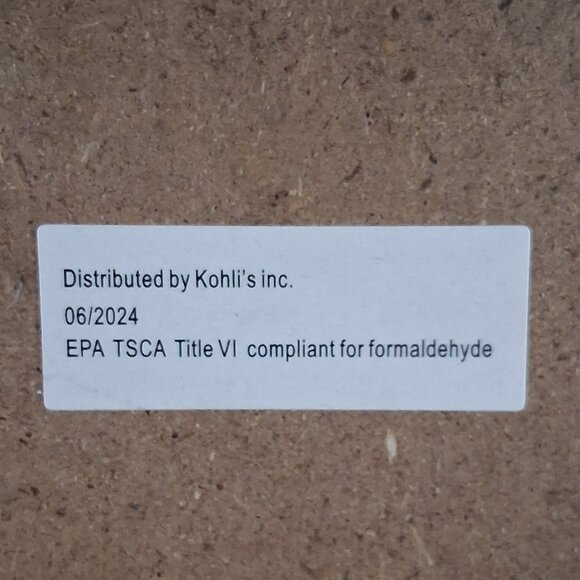 Distributed by Kohli's inc.
06/2024
EPA TSCA Title VI compliant for formaldehyde